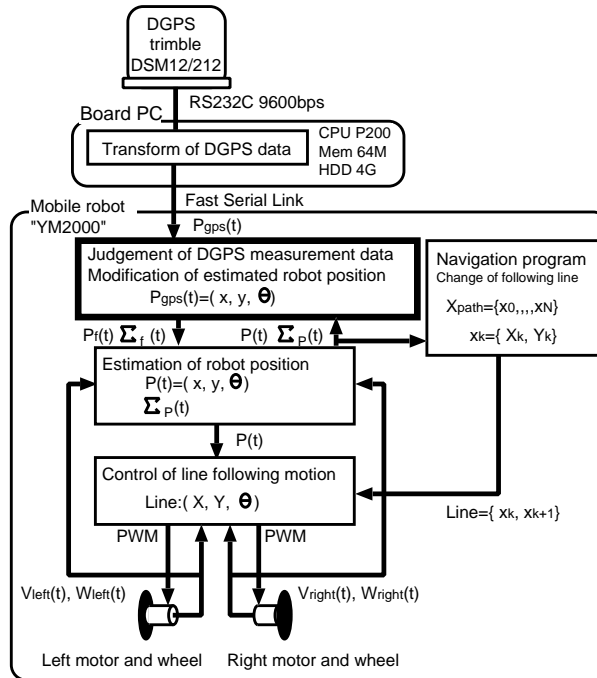 DGPS
trimble
DSM12/212
RS232C 9600bps
Board PC
Transform of DGPS data
CPU P200
Mem 64M
HDD 4G
Fast Serial Link
Mobile robot
"YM2000"
Pgps(t)
Judgement of DGPS measurement data
Modification of estimated robot position
Pgps(t)=( x, y, Θ)
Navigation program
Change of following line
Xpath={x0,,,,xN}
xk={ Xk, Yk}
Pf(t) Σf (t)
P(t) ΣP(t)
Estimation of robot position
P(t)=( x, y, Θ)
ΣP(t)
P(t)
Control of line following motion
Line:( X, Y, Θ)
Line={ xk, xk+1}
PWM
PWM
Vleft(t), Wleft(t)
Vright(t), Wright(t)
Left motor and wheel
Right motor and wheel